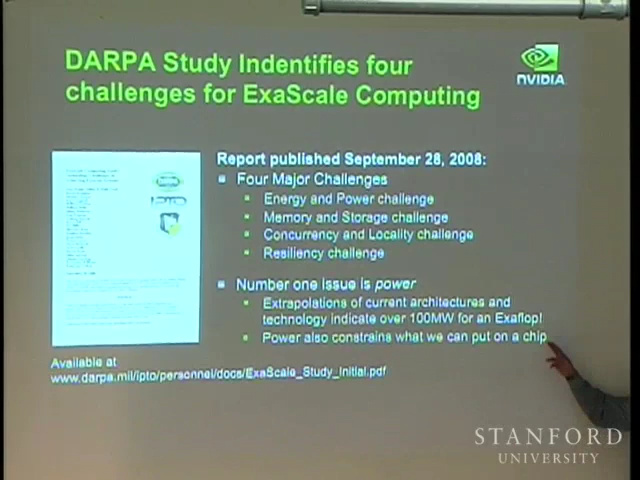 DARPA Study Indentifies four
challenges for ExaScale Computing
NVIDIA
Report published September 28, 2008:
Four Major Challenges
Energy and Power challenge
Memory and Storage challenge
Concurrency and Locality challenge
Resiliency challenge
Number one issue is power
Extrapolations of current architectures and
technology indicate over 100MW for an Exaflop!
Power also constrains what we can put on a chip
Available at
www.darpa.mil/ipto/personnel/docs/ExaScale_Study_Initial.pdf
STANFORD
UNIVERSITY